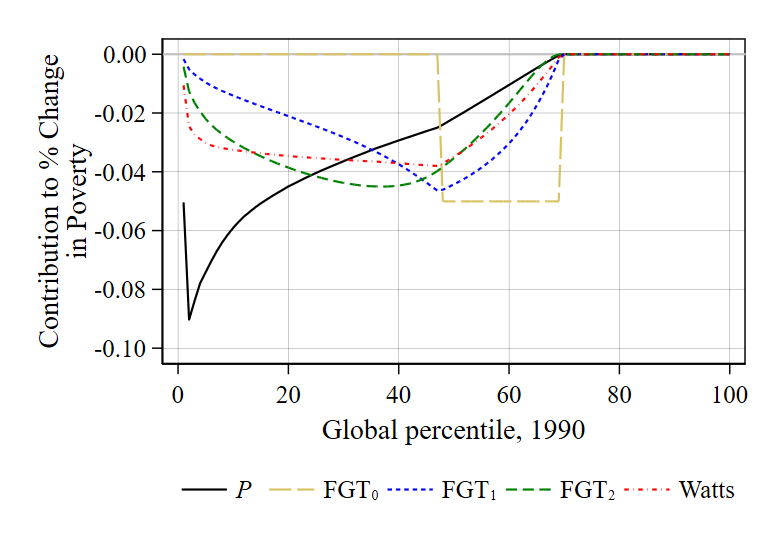 Contribution to % Change
in Poverty
0.00
-0.02
-0.04
-0.06
-0.08
-0.10
0 20 40 60 80 100
Global percentile, 1990
P FGT₀ FGT₁ FGT₂ Watts